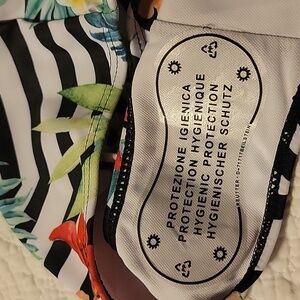 PROTEZIONE IGIENICA
PROTECTION HYGIENIQUE
HYGIENIC PROTECTION
HYGIENISCHER SCHUTZ